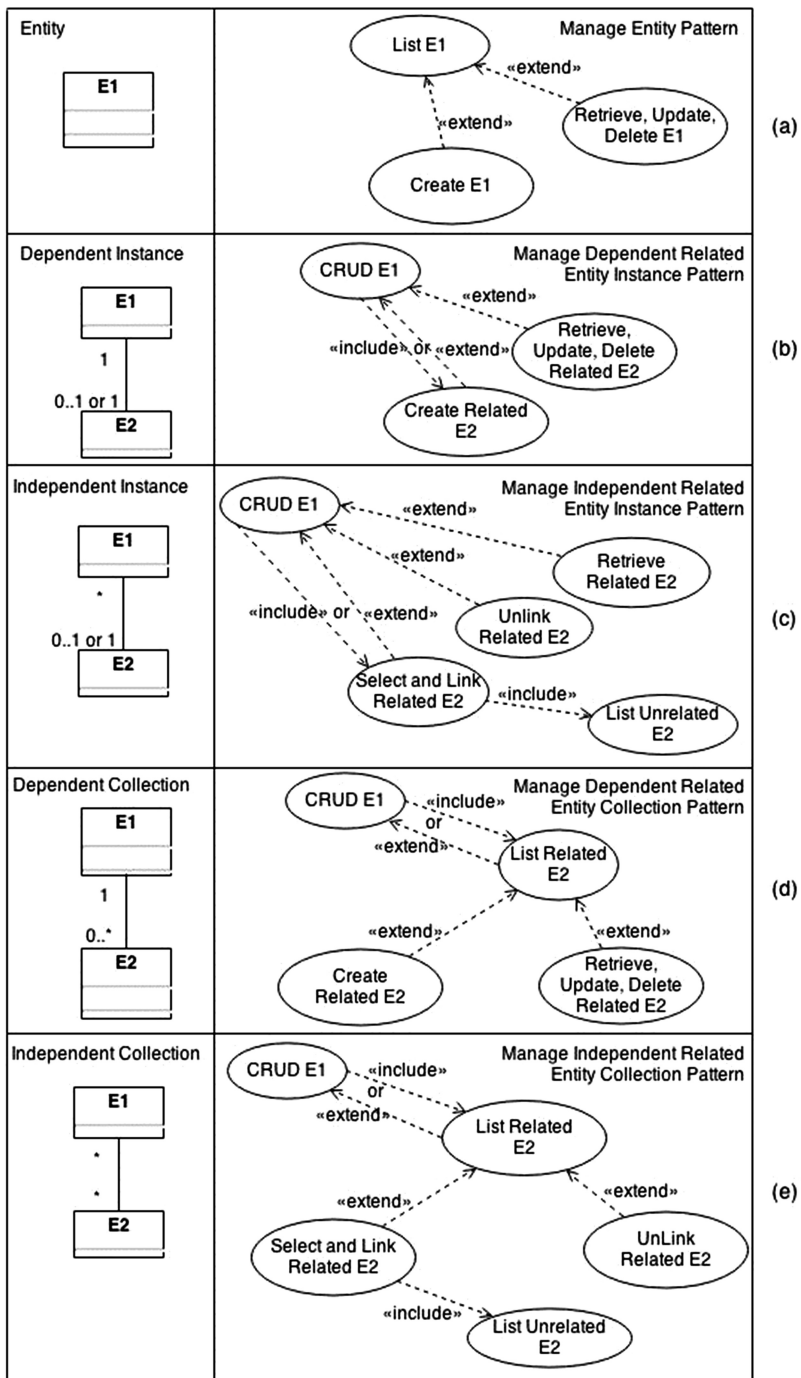 Entity
Manage Entity Pattern
E1
List E1
«extend»
«extend»
Retrieve, Update,
Delete E1
Create E1
(a)
Dependent Instance
Manage Dependent Related
Entity Instance Pattern
E1
1
0..1 or 1
E2
CRUD E1
«extend»
«include» or «extend»
Retrieve,
Update, Delete
Related E2
Create Related
E2
(b)
Independent Instance
Manage Independent Related
Entity Instance Pattern
E1
*
0..1 or 1
E2
CRUD E1
«extend»
«extend»
Retrieve
Related E2
«include» or «extend»
Unlink
Related E2
Select and Link
Related E2
«include»
List Unrelated
E2
(c)
Dependent Collection
Manage Dependent Related
Entity Collection Pattern
E1
1
0..*
E2
CRUD E1
«include»
or
«extend»
List Related
E2
«extend»
«extend»
Create
Related E2
Retrieve,
Update, Delete
Related E2
(d)
Independent Collection
Manage Independent Related
Entity Collection Pattern
E1
*
*
E2
CRUD E1
«include»
or
«extend»
List Related
E2
«extend»
«extend»
Select and Link
Related E2
UnLink
Related E2
«include»
List Unrelated
E2
(e)